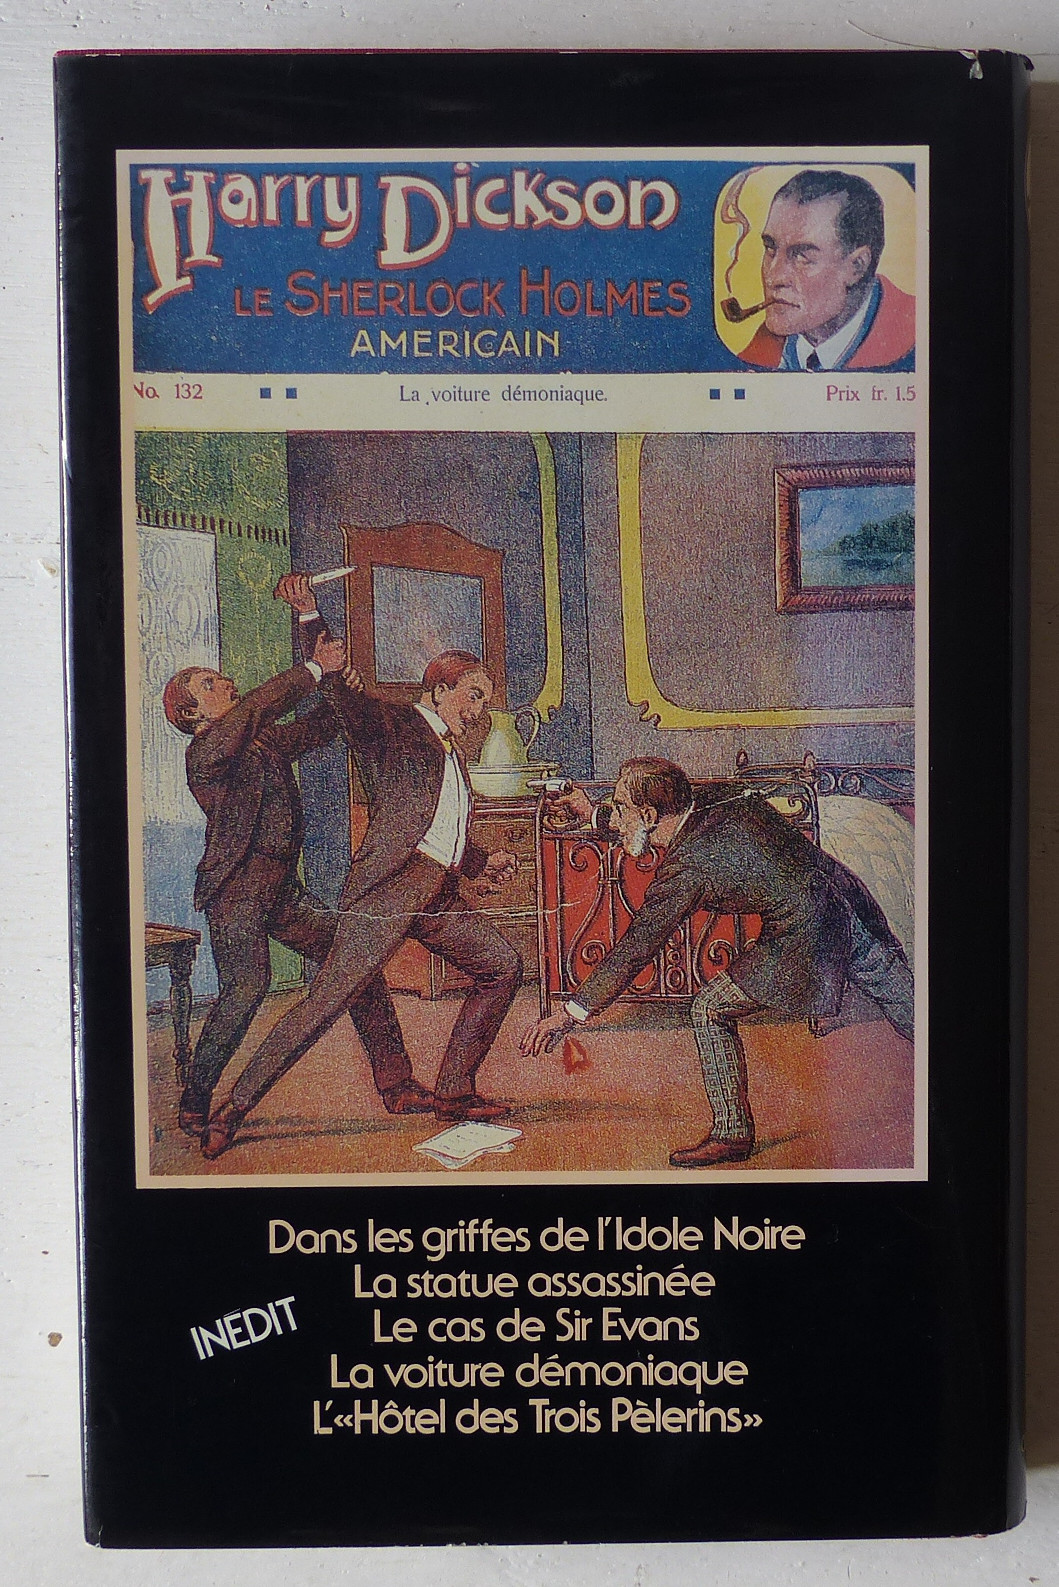 Harry Dickson
LE SHERLOCK HOLMES
AMERICAIN
No. 132 La voiture démoniaque. Prix fr. 1.5
Dans les griffes de l'Idole Noire
La statue assassinée
INÉDIT Le cas de Sir Evans
La voiture démoniaque
L'«Hôtel des Trois Pèlerins»